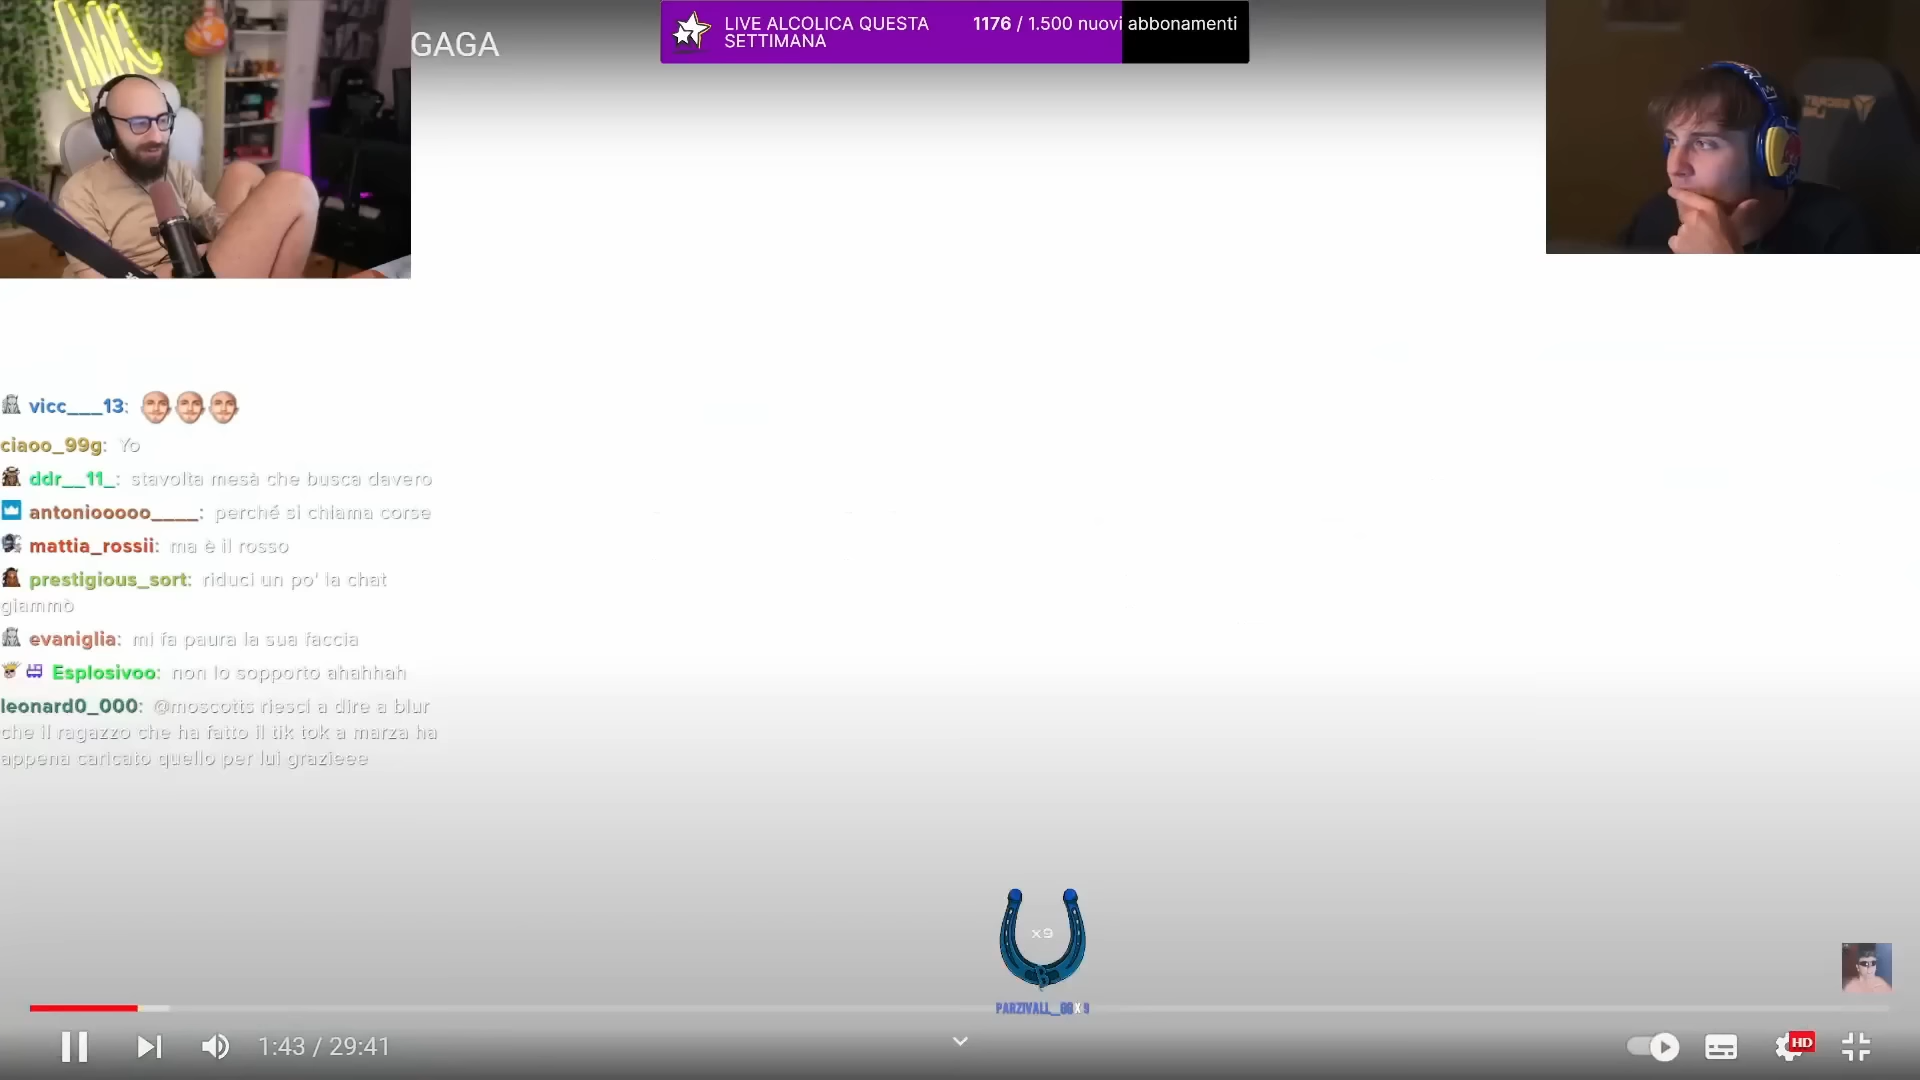 GAGA
LIVE ALCOLICA QUESTA
SETTIMANA
1176 / 1.500 nuovi abbonamenti
vicc___13:
ciaoo_99g: Yo
ddr__11_: stavolta mesà che busca davero
antoniooooo____: perché si chiama corse
mattia_rossii: ma è il rosso
prestigious_sort: riduci un po' la chat
giammò
evaniglia: mi fa paura la sua faccia
Esplosivoo: non lo sopporto ahahhah
leonard0_000: @moscotts riesci a dire a blur
che il ragazzo che ha fatto il tik tok a marza ha
appena caricato quello per lui grazieee
x9
PARZIVALL__GG X 9
1:43 / 29:41
HD